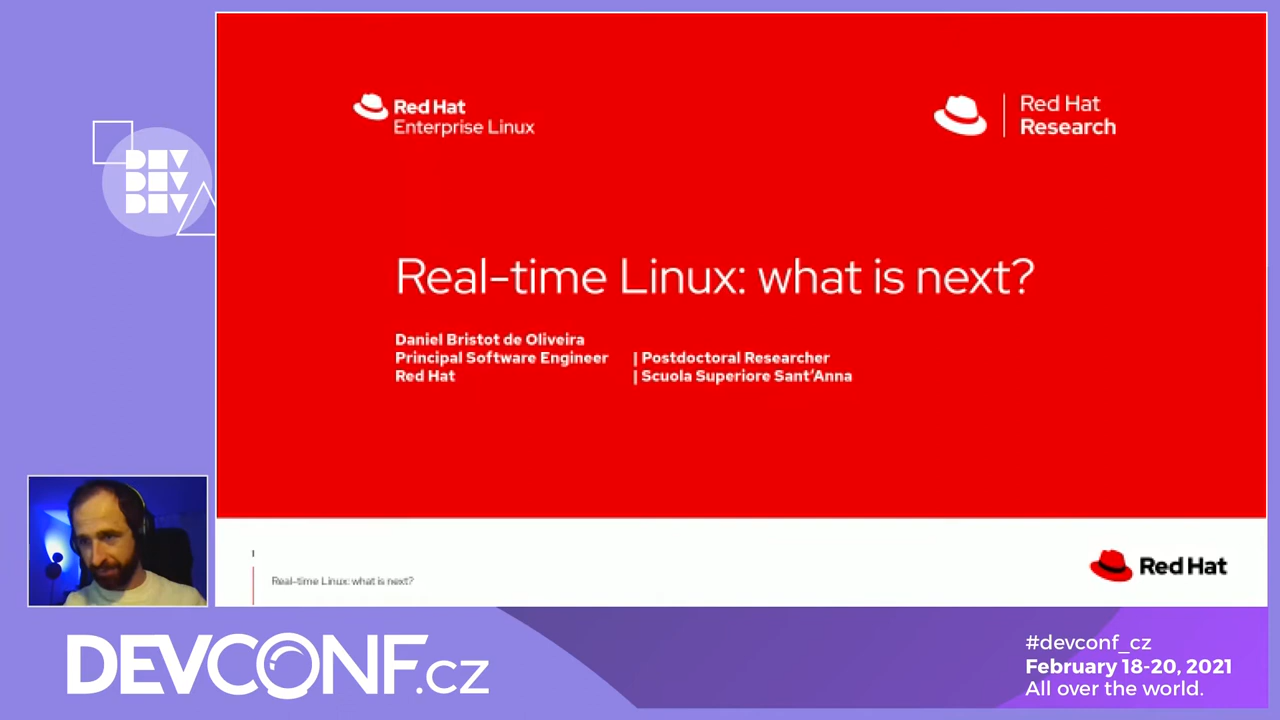 Red Hat
Enterprise Linux
Red Hat
Research
DEV
DEV
DEV
Real-time Linux: what is next?
Daniel Bristot de Oliveira
Principal Software Engineer | Postdoctoral Researcher
Red Hat | Scuola Superiore Sant'Anna
1
Real-time Linux: what is next?
Red Hat
DEVCONF.cz
#devconf_cz
February 18-20, 2021
All over the world.